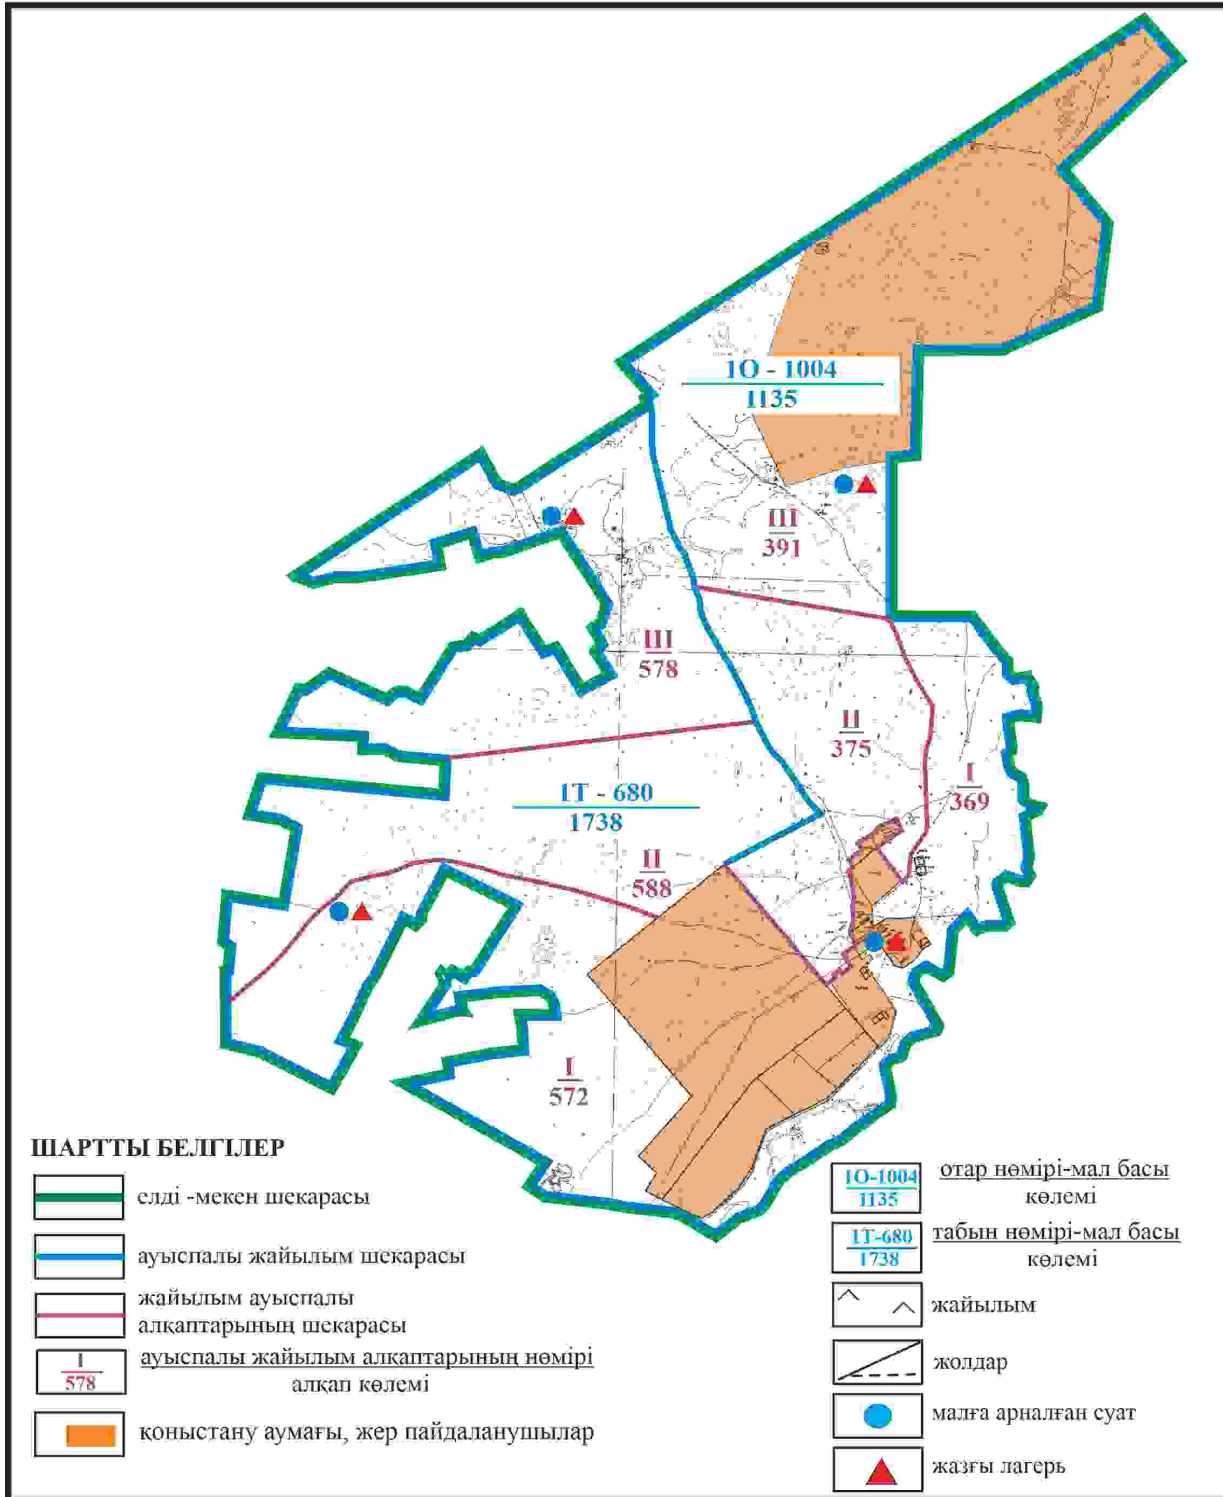 1О - 1004
1135
III
391
III
578
II
375
I
369
1Т - 680
1738
II
588
I
572
ШАРТТЫ БЕЛГІЛЕР
елді -мекен шекарасы
ауыспалы жайылым шекарасы
жайылым ауыспалы
алқаптарының шекарасы
I
578
ауыспалы жайылым алқаптарының нөмірі
алқап көлемі
қоныстану аумағы, жер пайдаланушылар
1О-1004
1135
отар нөмірі-мал басы
көлемі
1Т-680
1738
табын нөмірі-мал басы
көлемі
жайылым
жолдар
малға арналған суат
жазғы лагерь